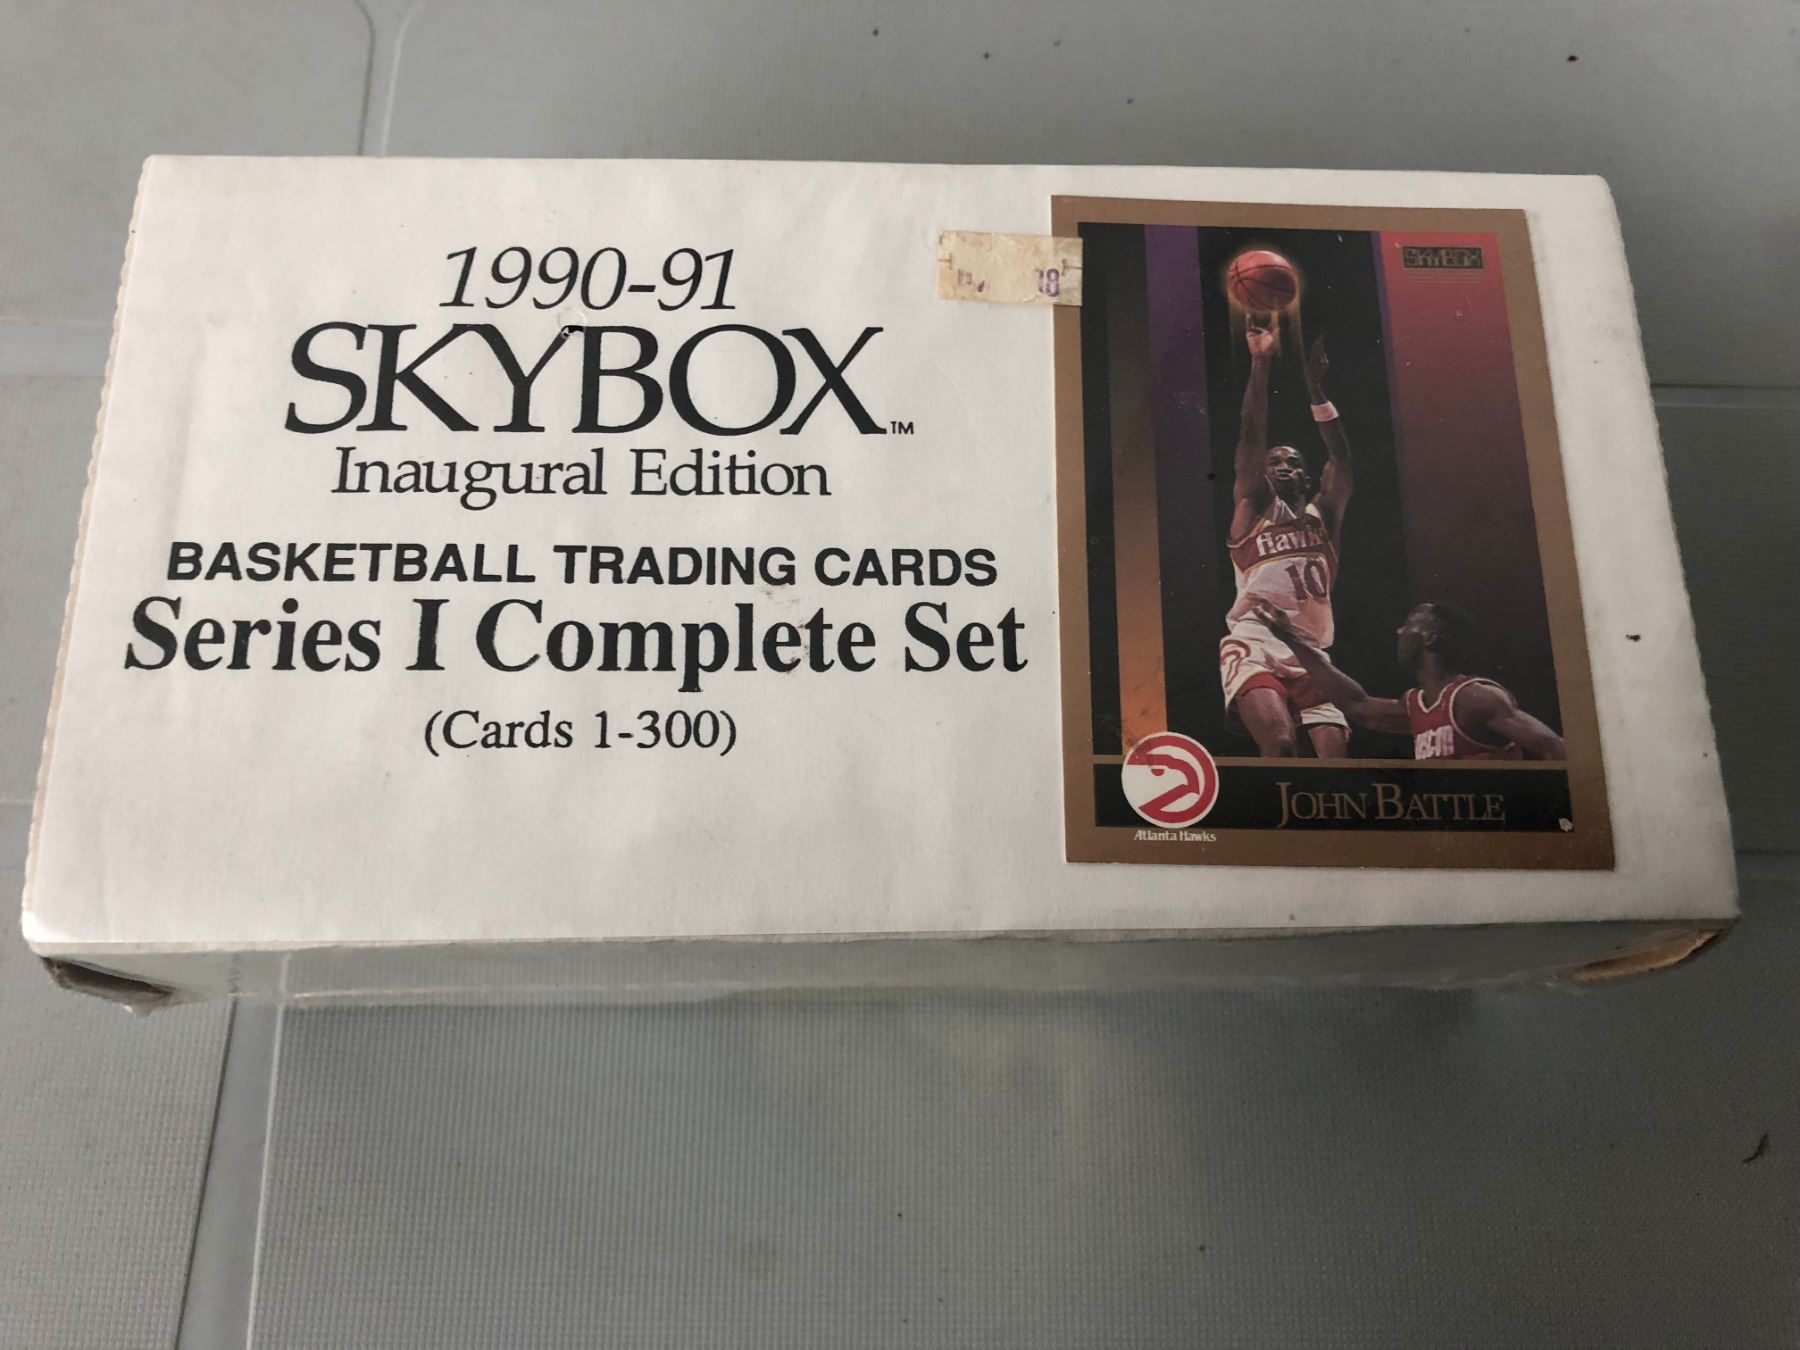 1990-91
SKYBOX™
Inaugural Edition
BASKETBALL TRADING CARDS
Series I Complete Set
(Cards 1-300)
18
SKYBOX
Hawks
10
JOHN BATTLE
Atlanta Hawks